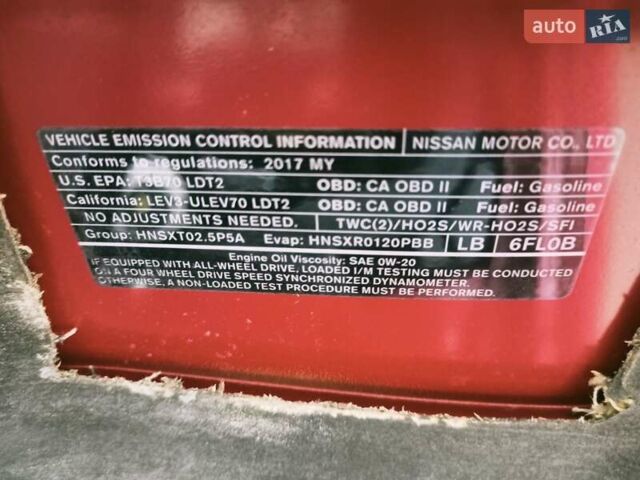 auto RIA.com
VEHICLE EMISSION CONTROL INFORMATION NISSAN MOTOR CO., LTD
Conforms to regulations: 2017 MY
U.S. EPA: T3B70 LDT2 OBD: CA OBD II Fuel: Gasoline
California: LEV3-ULEV70 LDT2 OBD: CA OBD II Fuel: Gasoline
NO ADJUSTMENTS NEEDED. TWC(2)/HO2S/WR-HO2S/SFI
Group: HNSXT02.5P5A Evap: HNSXR0120PBB LB 6FL0B
Engine Oil Viscosity: SAE 0W-20
IF EQUIPPED WITH ALL-WHEEL DRIVE, LOADED I/M TESTING MUST BE CONDUCTED
ON A FOUR WHEEL DRIVE SPEED SYNCHRONIZED DYNAMOMETER.
OTHERWISE, A NON-LOADED TEST PROCEDURE MUST BE PERFORMED.